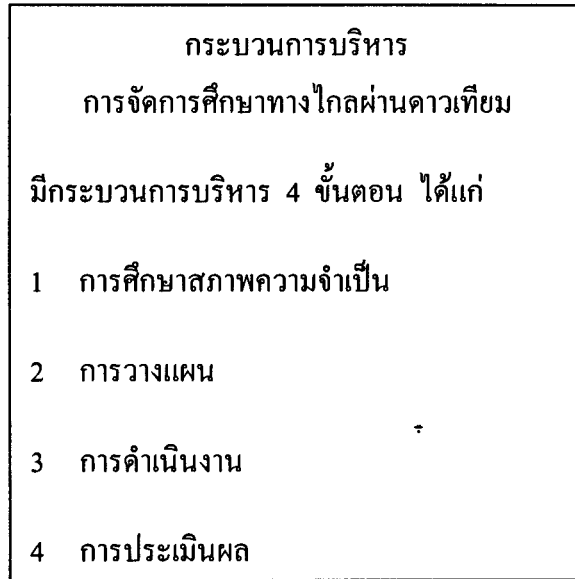 กระบวนการบริหาร
การจัดการศึกษาทางไกลผ่านดาวเทียม
มีกระบวนการบริหาร 4 ขั้นตอน ได้แก่
1 การศึกษาสภาพความจำเป็น
2 การวางแผน
3 การดำเนินงาน
4 การประเมินผล